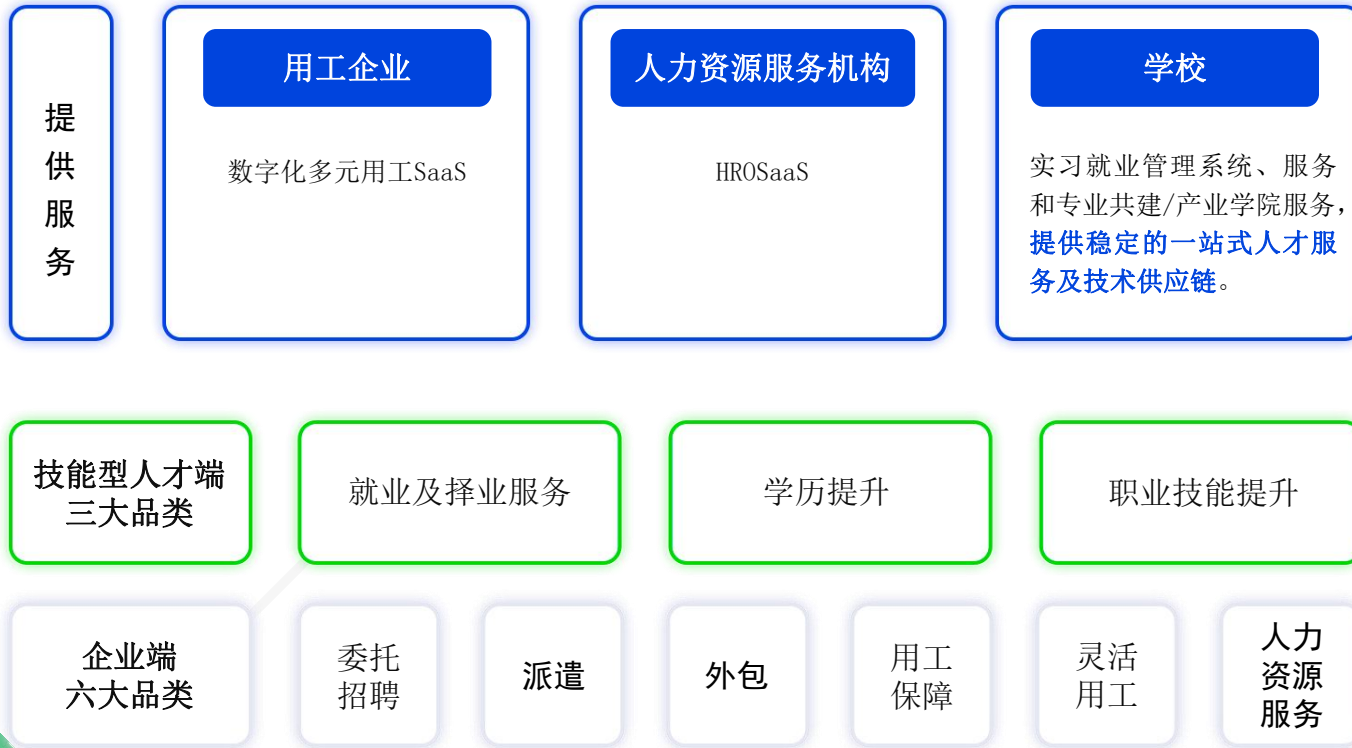 提
供
服
务
用工企业
数字化多元用工SaaS
人力资源服务机构
HROSaaS
学校
实习就业管理系统、服务
和专业共建/产业学院服务，
提供稳定的一站式人才服
务及技术供应链。
技能型人才端
三大品类
就业及择业服务
学历提升
职业技能提升
企业端
六大品类
委托
招聘
派遣
外包
用工
保障
灵活
用工
人力
资源
服务